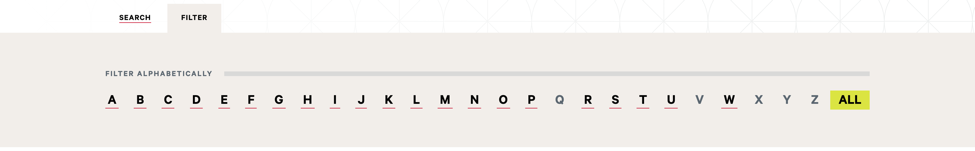 SEARCH FILTER
FILTER ALPHABETICALLY
A B C D E F G H I J K L M N O P Q R S T U V W X Y Z ALL